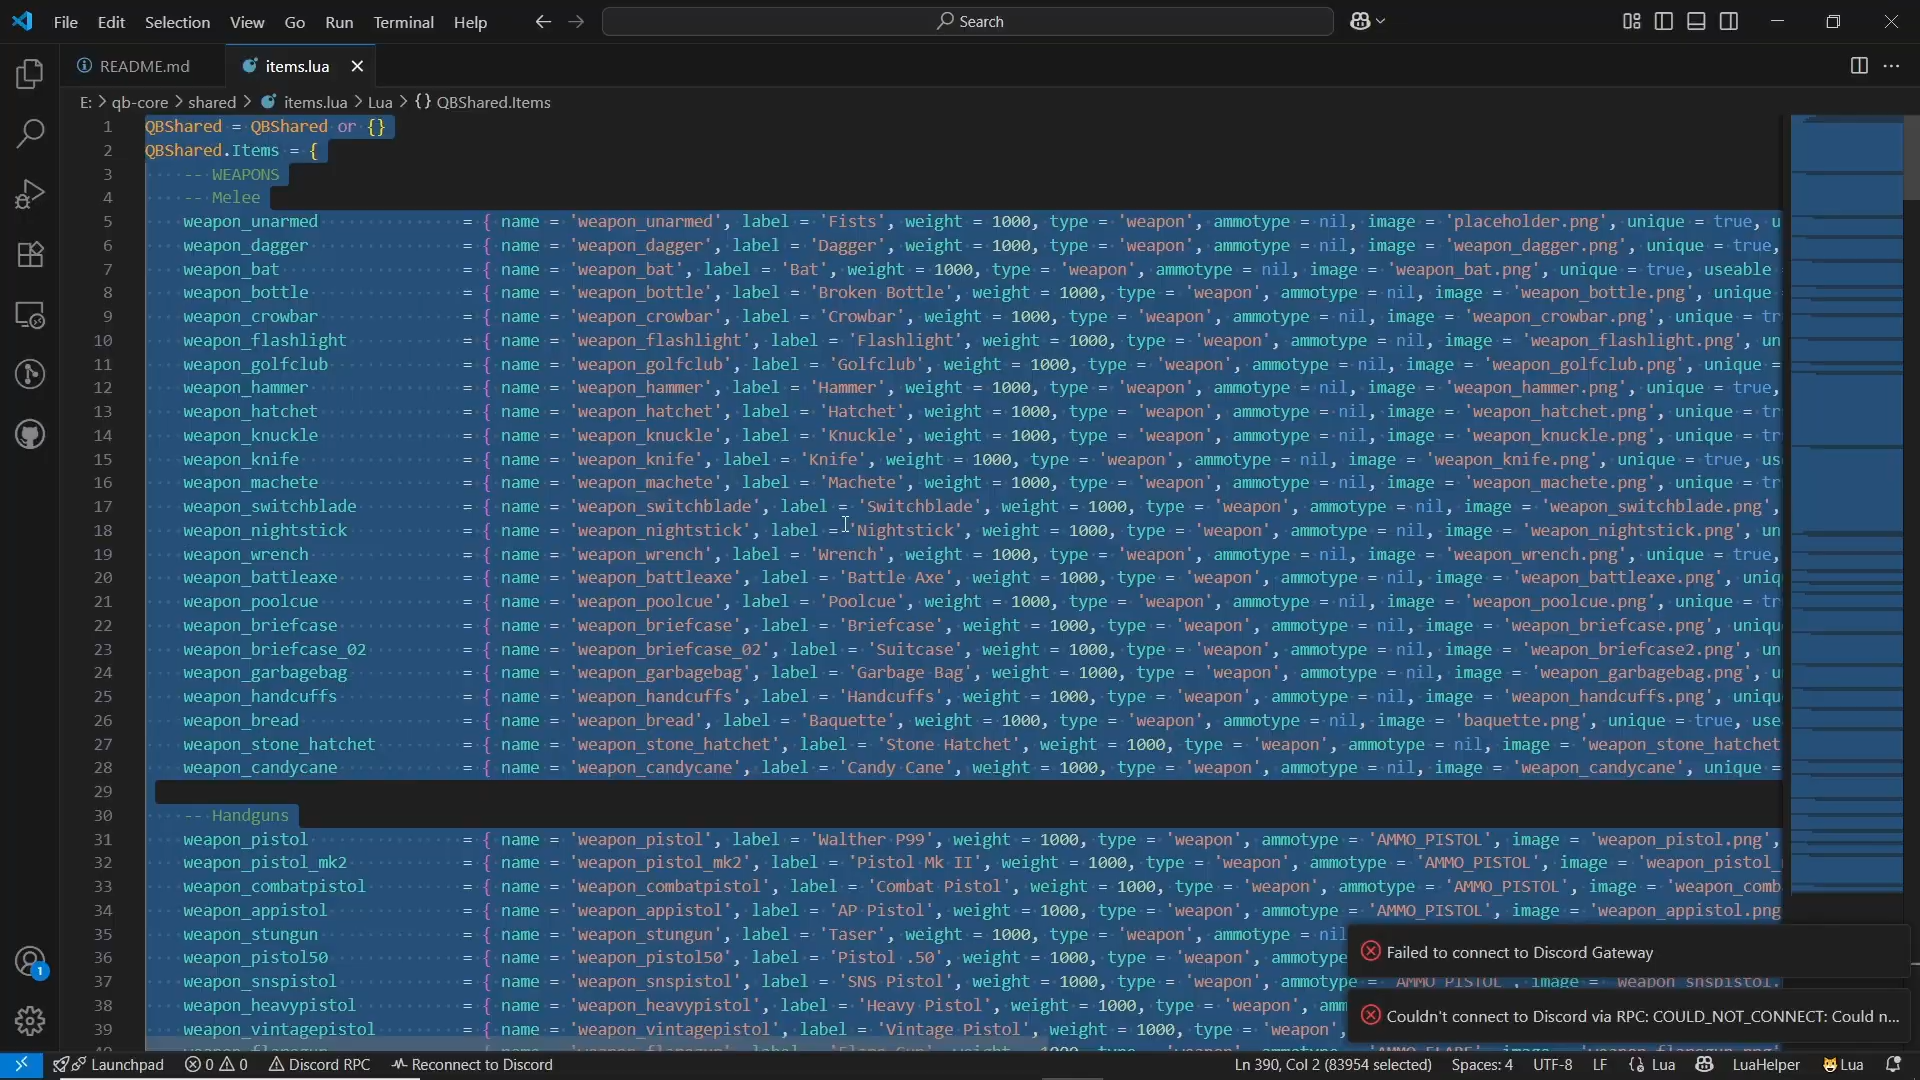 File Edit Selection View Go Run Terminal Help
Search
README.md
items.lua
E: > qb-core > shared > items.lua > Lua > {} QBShared.Items
1 QBShared = QBShared or {}
2 QBShared.Items = {
3 -- WEAPONS
4 -- Melee
5 weapon_unarmed = { name = 'weapon_unarmed', label = 'Fists', weight = 1000, type = 'weapon', ammotype = nil, image = 'placeholder.png', unique = true, u
6 weapon_dagger = { name = 'weapon_dagger', label = 'Dagger', weight = 1000, type = 'weapon', ammotype = nil, image = 'weapon_dagger.png', unique = true,
7 weapon_bat = { name = 'weapon_bat', label = 'Bat', weight = 1000, type = 'weapon', ammotype = nil, image = 'weapon_bat.png', unique = true, useable
8 weapon_bottle = { name = 'weapon_bottle', label = 'Broken Bottle', weight = 1000, type = 'weapon', ammotype = nil, image = 'weapon_bottle.png', unique
9 weapon_crowbar = { name = 'weapon_crowbar', label = 'Crowbar', weight = 1000, type = 'weapon', ammotype = nil, image = 'weapon_crowbar.png', unique = tr
10 weapon_flashlight = { name = 'weapon_flashlight', label = 'Flashlight', weight = 1000, type = 'weapon', ammotype = nil, image = 'weapon_flashlight.png', un
11 weapon_golfclub = { name = 'weapon_golfclub', label = 'Golfclub', weight = 1000, type = 'weapon', ammotype = nil, image = 'weapon_golfclub.png', unique =
12 weapon_hammer = { name = 'weapon_hammer', label = 'Hammer', weight = 1000, type = 'weapon', ammotype = nil, image = 'weapon_hammer.png', unique = true,
13 weapon_hatchet = { name = 'weapon_hatchet', label = 'Hatchet', weight = 1000, type = 'weapon', ammotype = nil, image = 'weapon_hatchet.png', unique = tr
14 weapon_knuckle = { name = 'weapon_knuckle', label = 'Knuckle', weight = 1000, type = 'weapon', ammotype = nil, image = 'weapon_knuckle.png', unique = tr
15 weapon_knife = { name = 'weapon_knife', label = 'Knife', weight = 1000, type = 'weapon', ammotype = nil, image = 'weapon_knife.png', unique = true, use
16 weapon_machete = { name = 'weapon_machete', label = 'Machete', weight = 1000, type = 'weapon', ammotype = nil, image = 'weapon_machete.png', unique = tr
17 weapon_switchblade = { name = 'weapon_switchblade', label = 'Switchblade', weight = 1000, type = 'weapon', ammotype = nil, image = 'weapon_switchblade.png',
18 weapon_nightstick = { name = 'weapon_nightstick', label = 'Nightstick', weight = 1000, type = 'weapon', ammotype = nil, image = 'weapon_nightstick.png', un
19 weapon_wrench = { name = 'weapon_wrench', label = 'Wrench', weight = 1000, type = 'weapon', ammotype = nil, image = 'weapon_wrench.png', unique = true,
20 weapon_battleaxe = { name = 'weapon_battleaxe', label = 'Battle Axe', weight = 1000, type = 'weapon', ammotype = nil, image = 'weapon_battleaxe.png', uniq
21 weapon_poolcue = { name = 'weapon_poolcue', label = 'Poolcue', weight = 1000, type = 'weapon', ammotype = nil, image = 'weapon_poolcue.png', unique = tr
22 weapon_briefcase = { name = 'weapon_briefcase', label = 'Briefcase', weight = 1000, type = 'weapon', ammotype = nil, image = 'weapon_briefcase.png', uniqu
23 weapon_briefcase_02 = { name = 'weapon_briefcase_02', label = 'Suitcase', weight = 1000, type = 'weapon', ammotype = nil, image = 'weapon_briefcase2.png', un
24 weapon_garbagebag = { name = 'weapon_garbagebag', label = 'Garbage Bag', weight = 1000, type = 'weapon', ammotype = nil, image = 'weapon_garbagebag.png', u
25 weapon_handcuffs = { name = 'weapon_handcuffs', label = 'Handcuffs', weight = 1000, type = 'weapon', ammotype = nil, image = 'weapon_handcuffs.png', uniqu
26 weapon_bread = { name = 'weapon_bread', label = 'Baquette', weight = 1000, type = 'weapon', ammotype = nil, image = 'baquette.png', unique = true, use
27 weapon_stone_hatchet = { name = 'weapon_stone_hatchet', label = 'Stone Hatchet', weight = 1000, type = 'weapon', ammotype = nil, image = 'weapon_stone_hatchet
28 weapon_candycane = { name = 'weapon_candycane', label = 'Candy Cane', weight = 1000, type = 'weapon', ammotype = nil, image = 'weapon_candycane', unique =
29
30 -- Handguns
31 weapon_pistol = { name = 'weapon_pistol', label = 'Walther P99', weight = 1000, type = 'weapon', ammotype = 'AMMO_PISTOL', image = 'weapon_pistol.png',
32 weapon_pistol_mk2 = { name = 'weapon_pistol_mk2', label = 'Pistol Mk II', weight = 1000, type = 'weapon', ammotype = 'AMMO_PISTOL', image = 'weapon_pistol_
33 weapon_combatpistol = { name = 'weapon_combatpistol', label = 'Combat Pistol', weight = 1000, type = 'weapon', ammotype = 'AMMO_PISTOL', image = 'weapon_comb
34 weapon_appistol = { name = 'weapon_appistol', label = 'AP Pistol', weight = 1000, type = 'weapon', ammotype = 'AMMO_PISTOL', image = 'weapon_appistol.png
35 weapon_stungun = { name = 'weapon_stungun', label = 'Taser', weight = 1000, type = 'weapon', ammotype = nil
36 weapon_pistol50 = { name = 'weapon_pistol50', label = 'Pistol .50', weight = 1000, type = 'weapon', ammotype
37 weapon_snspistol = { name = 'weapon_snspistol', label = 'SNS Pistol', weight = 1000, type = 'weapon', ammotype
38 weapon_heavypistol = { name = 'weapon_heavypistol', label = 'Heavy Pistol', weight = 1000, type = 'weapon', amm
39 weapon_vintagepistol = { name = 'weapon_vintagepistol', label = 'Vintage Pistol', weight = 1000, type = 'weapon',
Failed to connect to Discord Gateway
Couldn't connect to Discord via RPC: COULD_NOT_CONNECT: Could n...
1
Launchpad 0 0 Discord RPC Reconnect to Discord Ln 390, Col 2 (83954 selected) Spaces: 4 UTF-8 LF {} Lua LuaHelper Lua